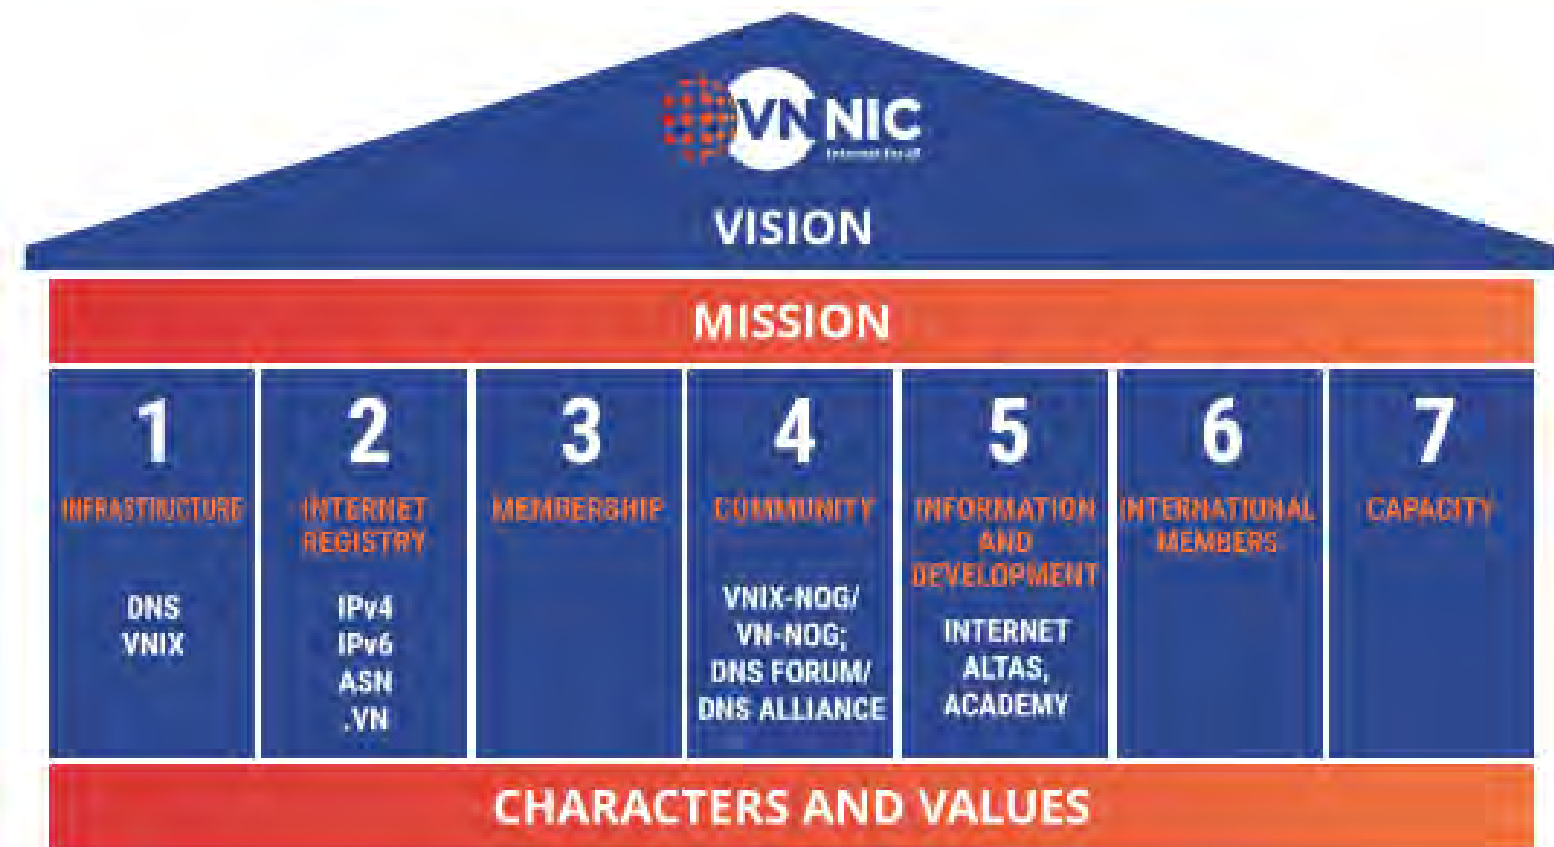 VN NIC
VISION
MISSION
1
INFRASTRUCTURE
DNS
VNIX
2
INTERNET
REGISTRY
IPv4
IPv6
ASN
.VN
3
MEMBERSHIP
4
COMMUNITY
VNIX-NOG/
VN-NOG;
DNS FORUM/
DNS ALLIANCE
5
INFORMATION
AND
DEVELOPMENT
INTERNET
ALTAS,
ACADEMY
6
INTERNATIONAL
MEMBERS
7
CAPACITY
CHARACTERS AND VALUES